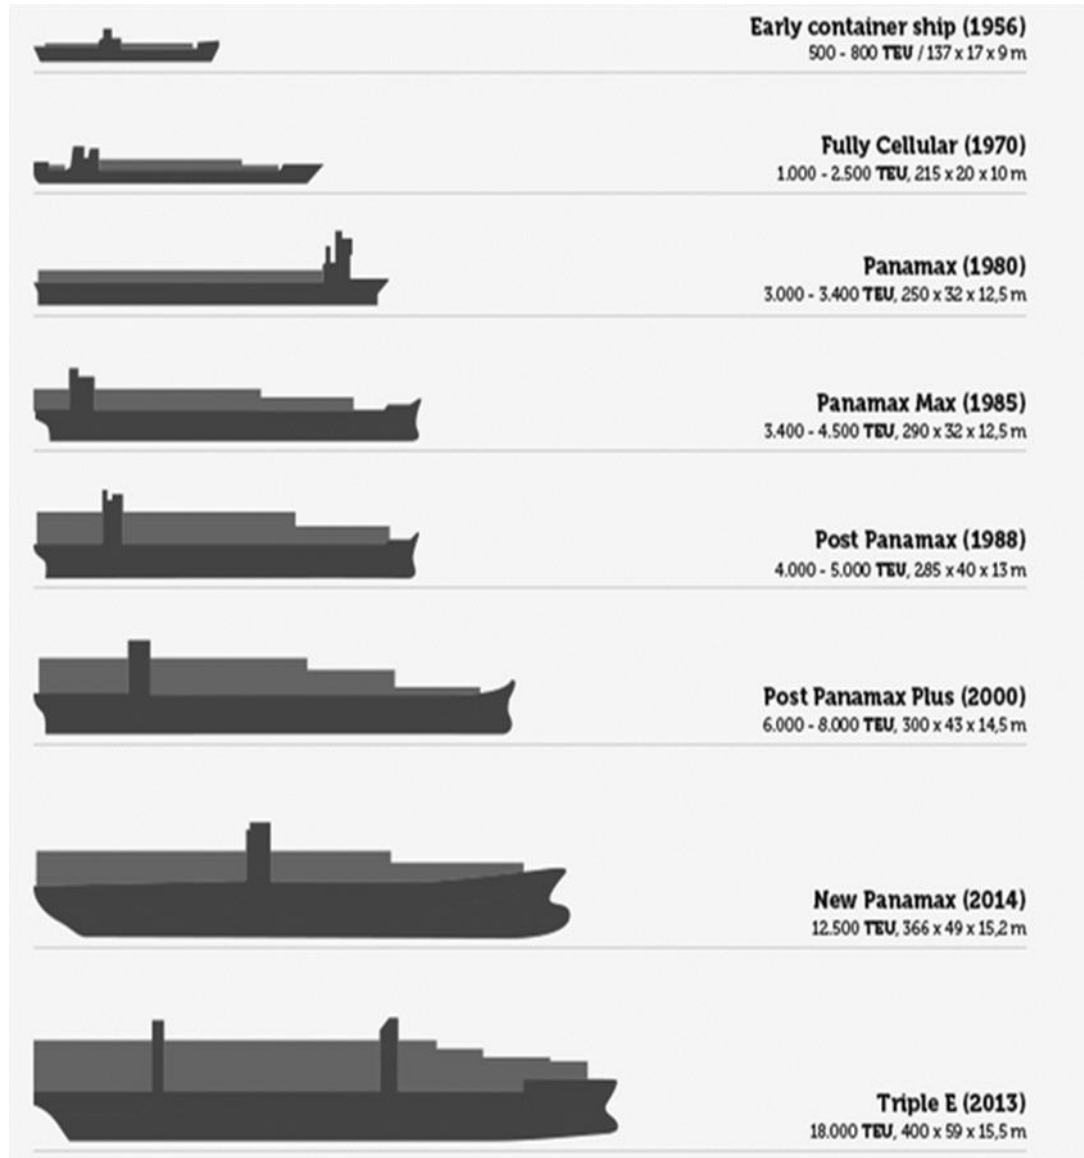 Early container ship (1956)
500 - 800 TEU / 137 x 17 x 9 m
Fully Cellular (1970)
1.000 - 2.500 TEU, 215 x 20 x 10 m
Panamax (1980)
3.000 - 3.400 TEU, 250 x 32 x 12,5 m
Panamax Max (1985)
3.400 - 4.500 TEU, 290 x 32 x 12,5 m
Post Panamax (1988)
4.000 - 5.000 TEU, 285 x 40 x 13 m
Post Panamax Plus (2000)
6.000 - 8.000 TEU, 300 x 43 x 14,5 m
New Panamax (2014)
12.500 TEU, 366 x 49 x 15,2 m
Triple E (2013)
18.000 TEU, 400 x 59 x 15,5 m